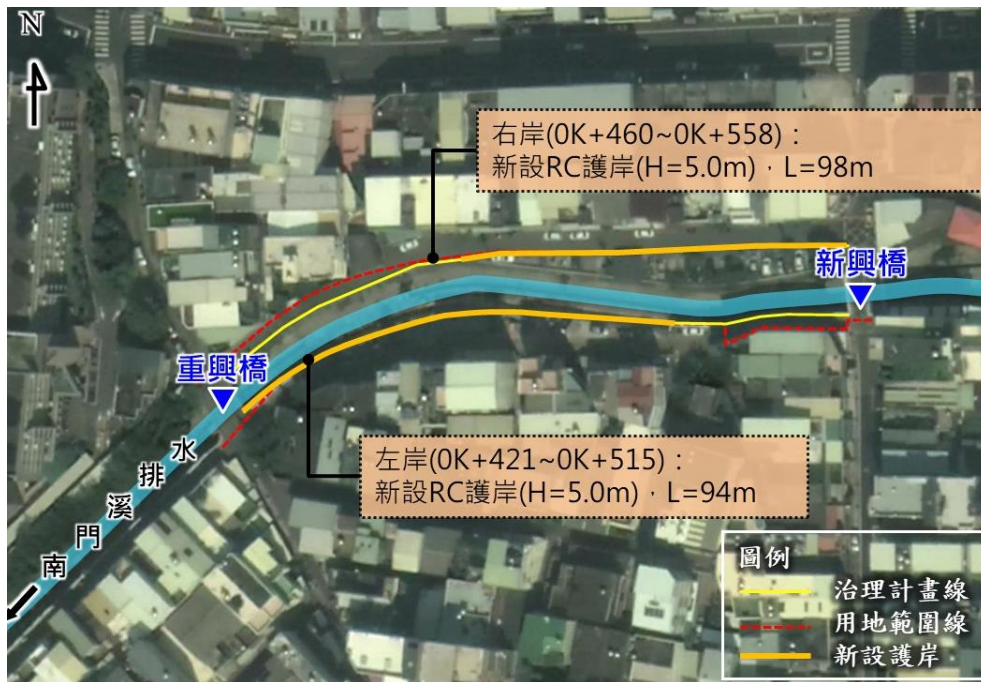 N
右岸(0K+460~0K+558)：
新設RC護岸(H=5.0m)，L=98m
新興橋
重興橋
左岸(0K+421~0K+515)：
新設RC護岸(H=5.0m)，L=94m
南門溪排水
圖例
治理計畫線
用地範圍線
新設護岸